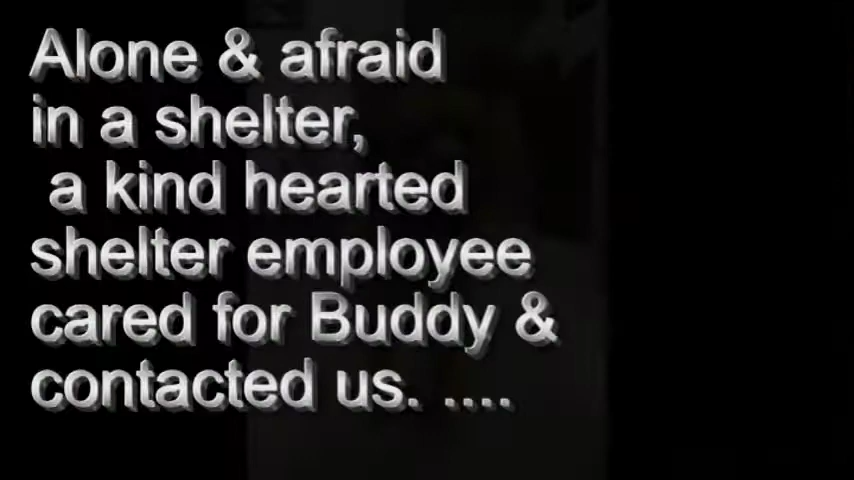 Alone & afraid
in a shelter,
a kind hearted
shelter employee
cared for Buddy &
contacted us. ....